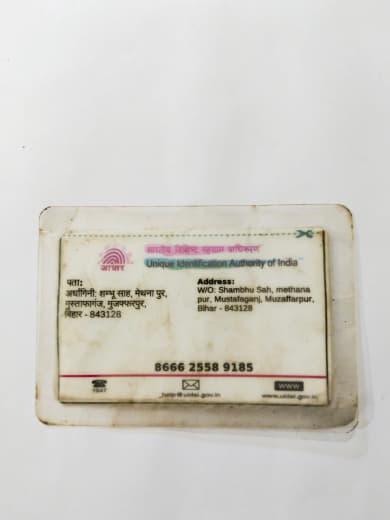 भारतीय विशिष्ट पहचान प्राधिकरण
Unique Identification Authority of India
आधार
पता:
अर्धांगिनी: शम्भू साह, मेथना पुर,
मुस्तफागंज, मुजफ्फरपुर,
बिहार - 843128
Address:
W/O: Shambhu Sah, methana
pur, Mustafaganj, Muzaffarpur,
Bihar - 843128
8666 2558 9185
1947
help@uidai.gov.in
www
www.uidai.gov.in